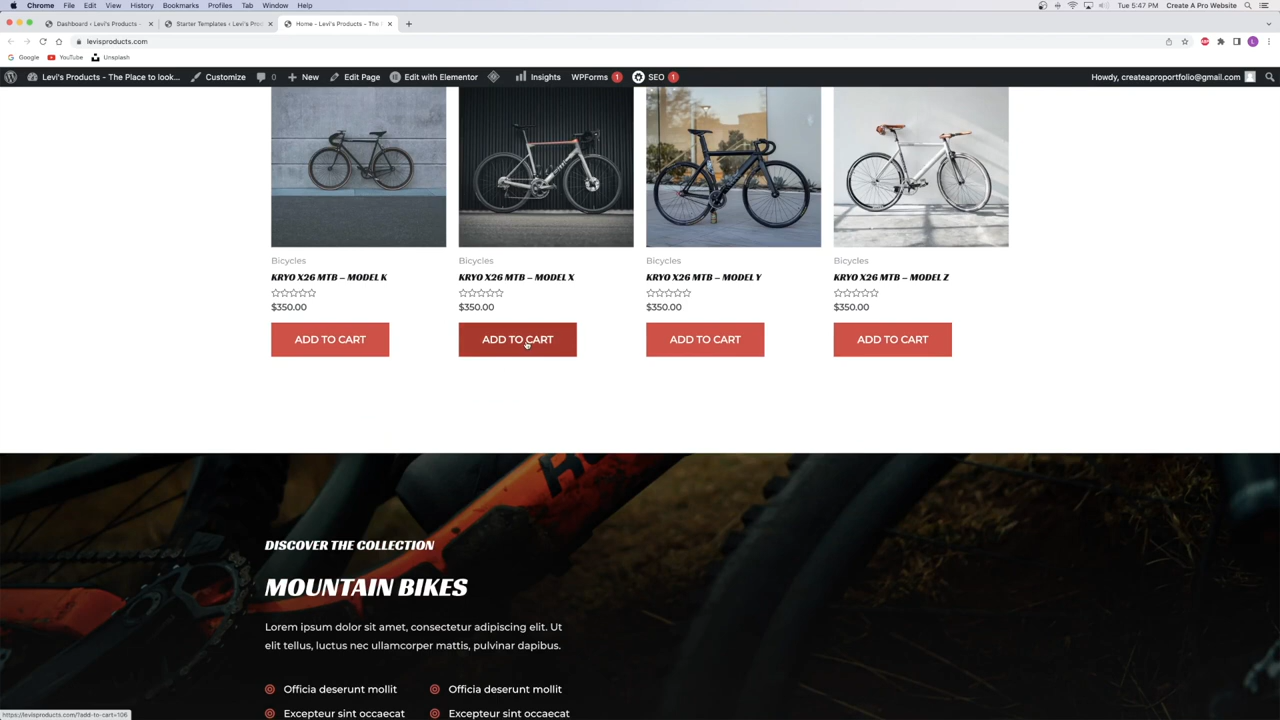 Chrome File Edit View History Bookmarks Profiles Tab Window Help Tue 5:47 PM Create A Pro Website
Dashboard ‹ Levi's Products - Starter Templates ‹ Levi's Produc Home - Levi's Products - The
levisproducts.com
Google YouTube Unsplash
Levi's Products - The Place to look... Customize 0 New Edit Page Edit with Elementor Insights WPForms 1 SEO 1 Howdy, createaproportfolio@gmail.com
Bicycles Bicycles Bicycles Bicycles
KRYO X26 MTB – MODEL K KRYO X26 MTB – MODEL X KRYO X26 MTB – MODEL Y KRYO X26 MTB – MODEL Z
$350.00 $350.00 $350.00 $350.00
ADD TO CART ADD TO CART ADD TO CART ADD TO CART
DISCOVER THE COLLECTION
MOUNTAIN BIKES
Lorem ipsum dolor sit amet, consectetur adipiscing elit. Ut
elit tellus, luctus nec ullamcorper mattis, pulvinar dapibus.
Officia deserunt mollit Officia deserunt mollit
Excepteur sint occaecat Excepteur sint occaecat
https://levisproducts.com/?add-to-cart=106